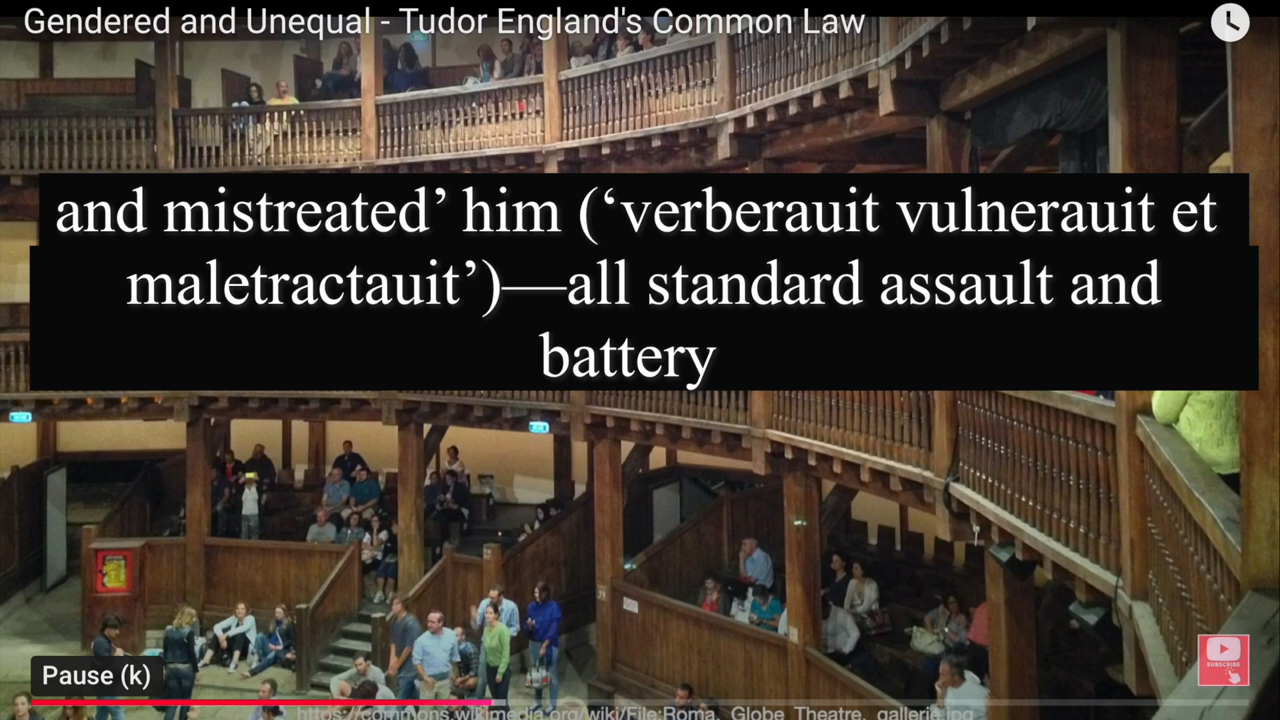 Gendered and Unequal - Tudor England's Common Law
and mistreated’ him (‘verberauit vulnerauit et
maletractauit’)—all standard assault and
battery
SUBSCRIBE
Pause (k)
https://commons.wikimedia.org/wiki/File:Roma,_Globe_Theatre,_gallerie.jpg